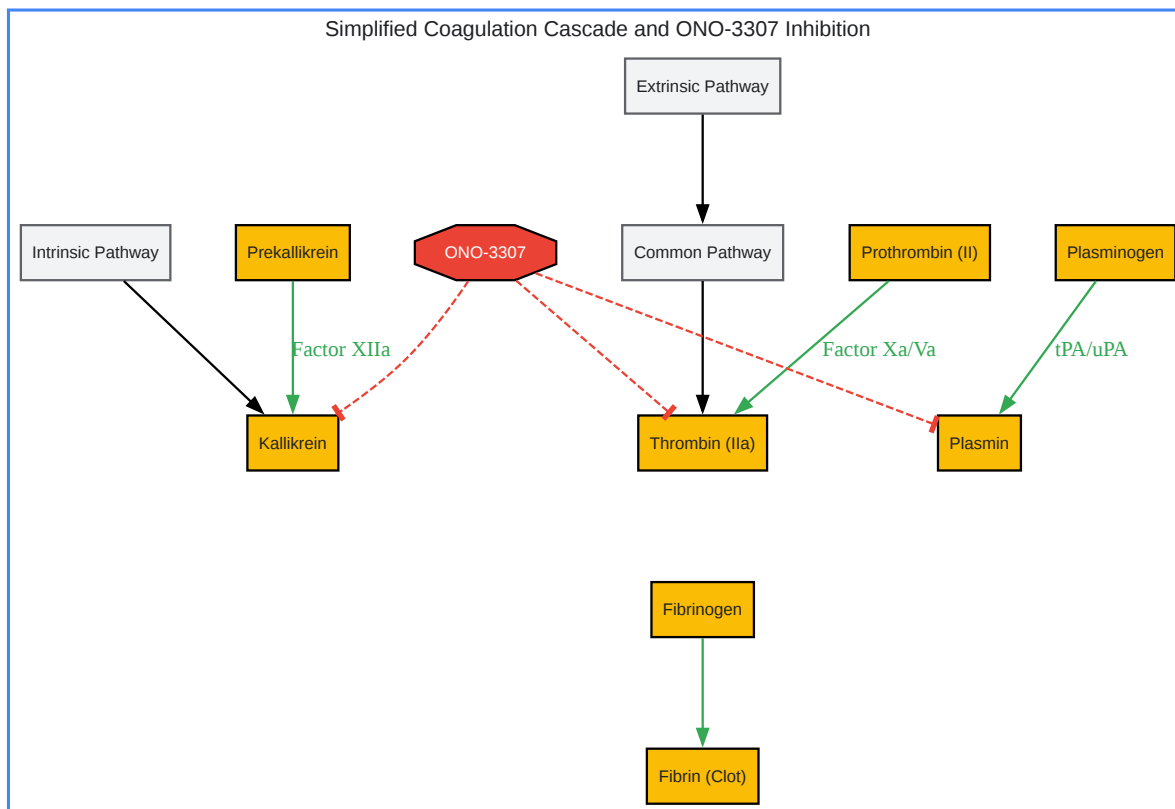 Simplified Coagulation Cascade and ONO-3307 Inhibition
Extrinsic Pathway
Intrinsic Pathway
Prekallikrein
ONO-3307
Common Pathway
Prothrombin (II)
Plasminogen
Factor XIIa
Factor Xa/Va
tPA/uPA
Kallikrein
Thrombin (IIa)
Plasmin
Fibrinogen
Fibrin (Clot)